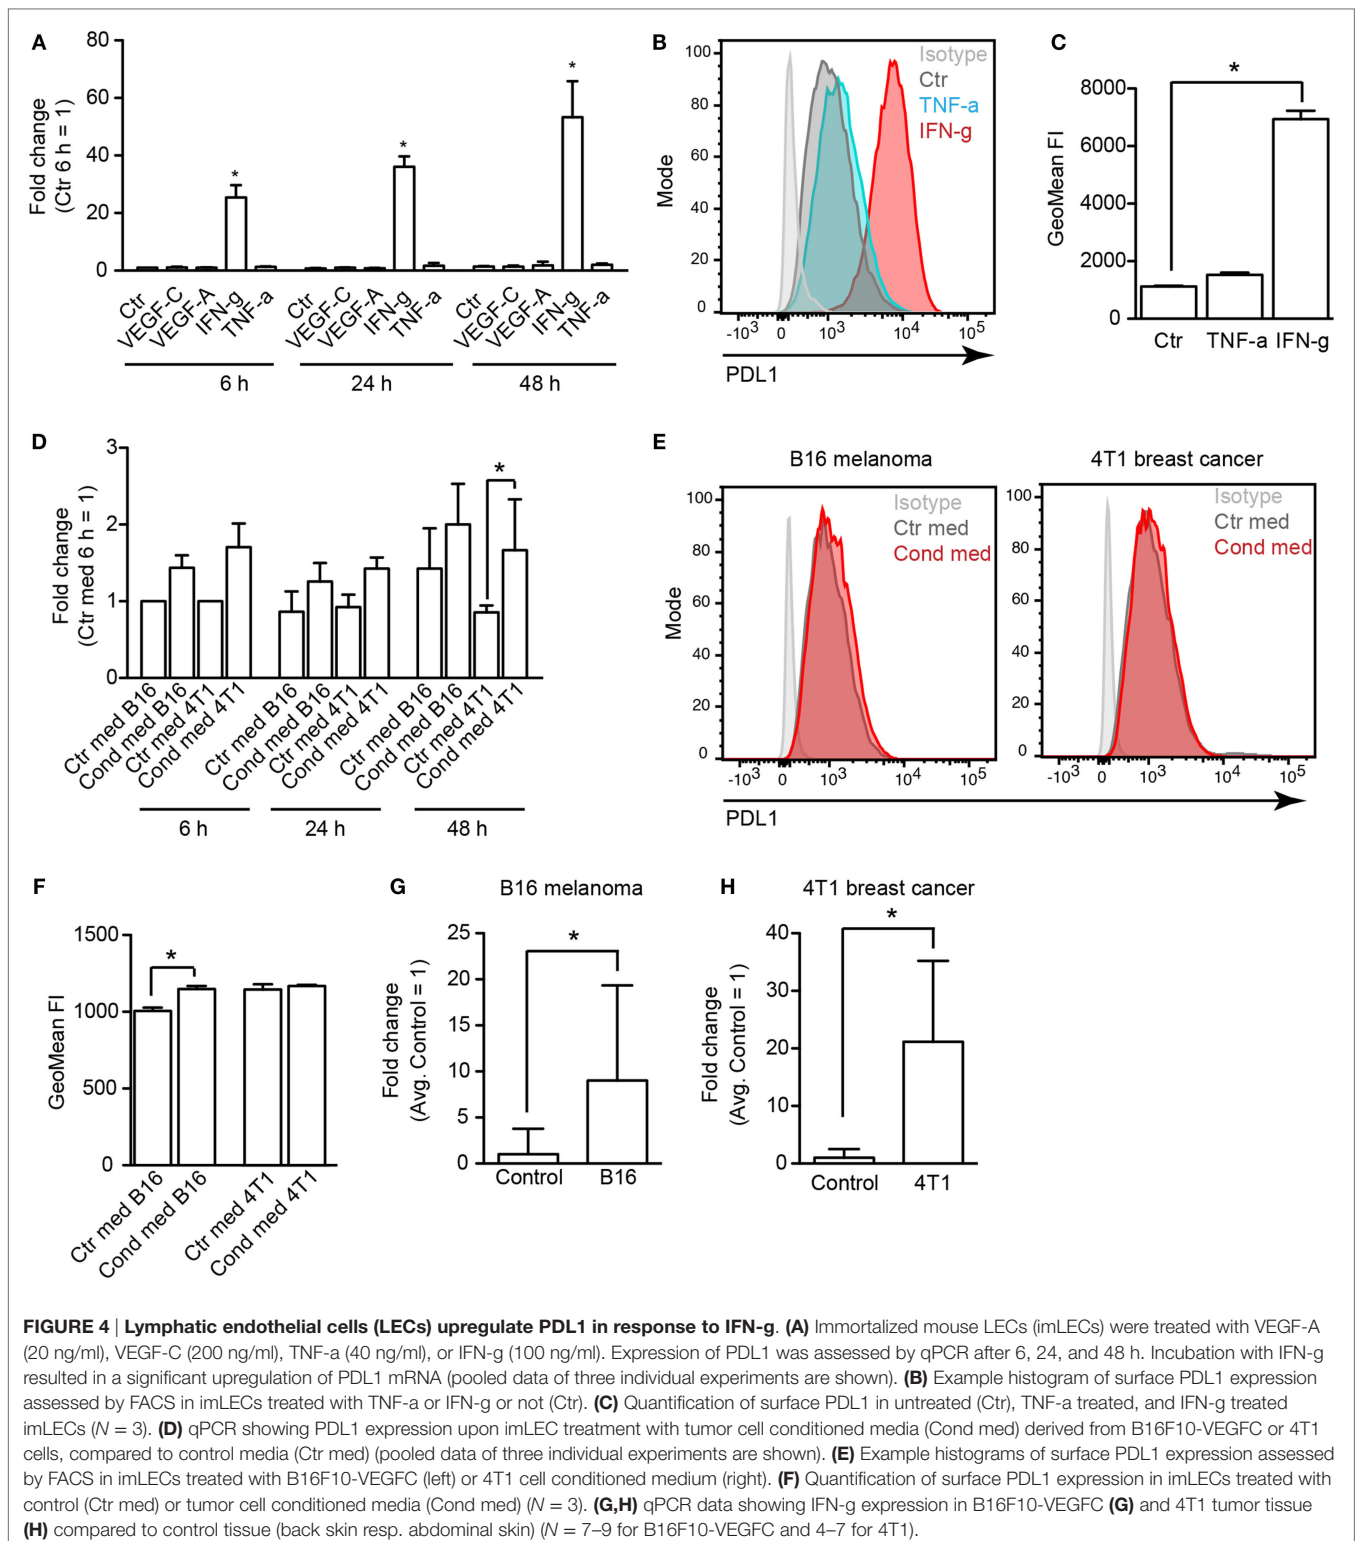 A
80
60
40
20
0
Fold change
(Ctr 6 h = 1)
*
*
*
Ctr
VEGF-C
VEGF-A
IFN-g
TNF-a
Ctr
VEGF-C
VEGF-A
IFN-g
TNF-a
Ctr
VEGF-C
VEGF-A
IFN-g
TNF-a
6 h
24 h
48 h
B
100
80
60
40
20
0
Mode
Isotype
Ctr
TNF-a
IFN-g
-10³ 0 10³ 10⁴ 10⁵
PDL1
C
8000
6000
4000
2000
0
GeoMean FI
*
Ctr TNF-a IFN-g
D
3
2
1
0
Fold change
(Ctr med 6 h = 1)
*
Ctr med B16
Cond med B16
Ctr med 4T1
Cond med 4T1
Ctr med B16
Cond med B16
Ctr med 4T1
Cond med 4T1
Ctr med B16
Cond med B16
Ctr med 4T1
Cond med 4T1
6 h
24 h
48 h
E
B16 melanoma
100
80
60
40
20
0
Mode
Isotype
Ctr med
Cond med
-10³ 0 10³ 10⁴ 10⁵
4T1 breast cancer
100
80
60
40
20
0
Isotype
Ctr med
Cond med
-10³ 0 10³ 10⁴ 10⁵
PDL1
F
1500
1000
500
0
GeoMean FI
*
Ctr med B16
Cond med B16
Ctr med 4T1
Cond med 4T1
G
B16 melanoma
25
20
15
10
5
0
Fold change
(Avg. Control = 1)
*
Control B16
H
4T1 breast cancer
40
30
20
10
0
Fold change
(Avg. Control = 1)
*
Control 4T1
FIGURE 4 | Lymphatic endothelial cells (LECs) upregulate PDL1 in response to IFN-g. (A) Immortalized mouse LECs (imLECs) were treated with VEGF-A
(20 ng/ml), VEGF-C (200 ng/ml), TNF-a (40 ng/ml), or IFN-g (100 ng/ml). Expression of PDL1 was assessed by qPCR after 6, 24, and 48 h. Incubation with IFN-g
resulted in a significant upregulation of PDL1 mRNA (pooled data of three individual experiments are shown). (B) Example histogram of surface PDL1 expression
assessed by FACS in imLECs treated with TNF-a or IFN-g or not (Ctr). (C) Quantification of surface PDL1 in untreated (Ctr), TNF-a treated, and IFN-g treated
imLECs (N = 3). (D) qPCR showing PDL1 expression upon imLEC treatment with tumor cell conditioned media (Cond med) derived from B16F10-VEGFC or 4T1
cells, compared to control media (Ctr med) (pooled data of three individual experiments are shown). (E) Example histograms of surface PDL1 expression assessed
by FACS in imLECs treated with B16F10-VEGFC (left) or 4T1 cell conditioned medium (right). (F) Quantification of surface PDL1 expression in imLECs treated with
control (Ctr med) or tumor cell conditioned media (Cond med) (N = 3). (G,H) qPCR data showing IFN-g expression in B16F10-VEGFC (G) and 4T1 tumor tissue
(H) compared to control tissue (back skin resp. abdominal skin) (N = 7–9 for B16F10-VEGFC and 4–7 for 4T1).